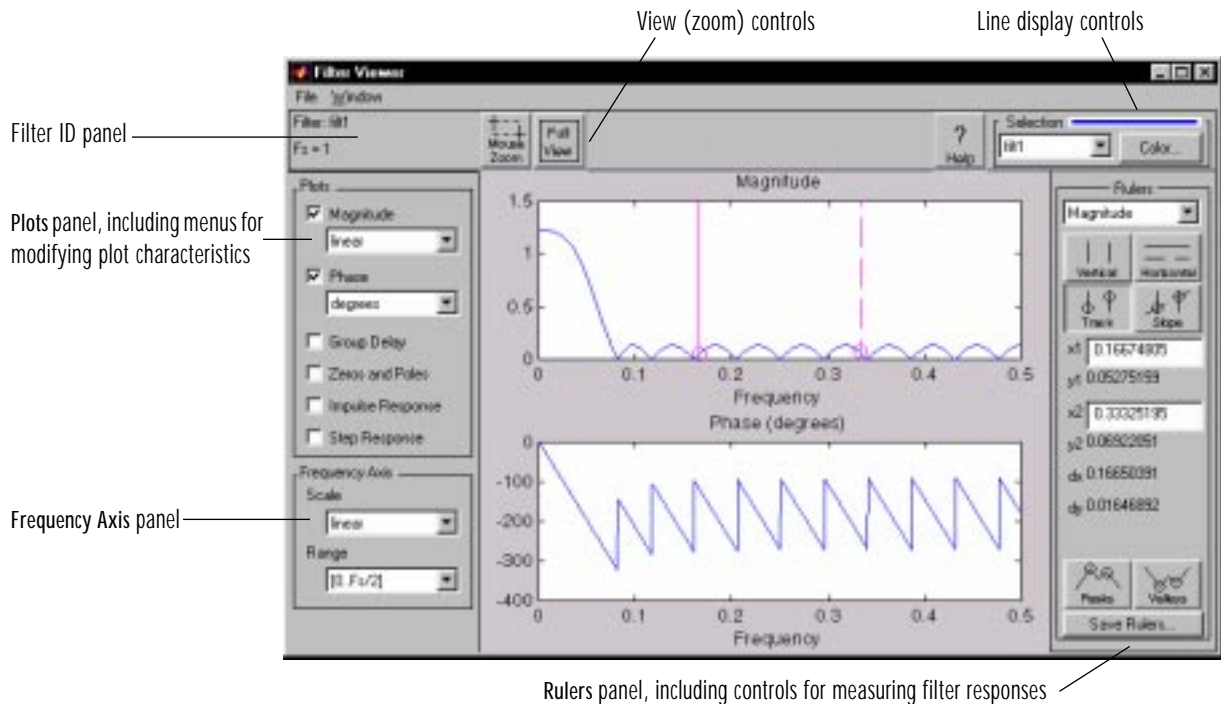 View (zoom) controls
Line display controls
Filter Viewer
File Window
Filter ID panel
Filter: filt1
Fs = 1
Mouse
Zoom
Full
View
?
Help
Selection
filt1
Color...
Plots panel, including menus for
modifying plot characteristics
Plots
Magnitude
linear
Phase
degrees
Group Delay
Zeros and Poles
Impulse Response
Step Response
Frequency Axis panel
Frequency Axis
Scale
linear
Range
[0, Fs/2]
Magnitude
1.5
1
0.5
0
0 0.1 0.2 0.3 0.4 0.5
Frequency
Phase (degrees)
0
-100
-200
-300
-400
0 0.1 0.2 0.3 0.4 0.5
Frequency
Rulers
Magnitude
Vertical Horizontal
Track Slope
x1 0.16674805
y1 0.05275159
x2 0.33325195
y2 0.06922051
dx 0.16650391
dy 0.01646892
Peaks Valleys
Save Rulers...
Rulers panel, including controls for measuring filter responses